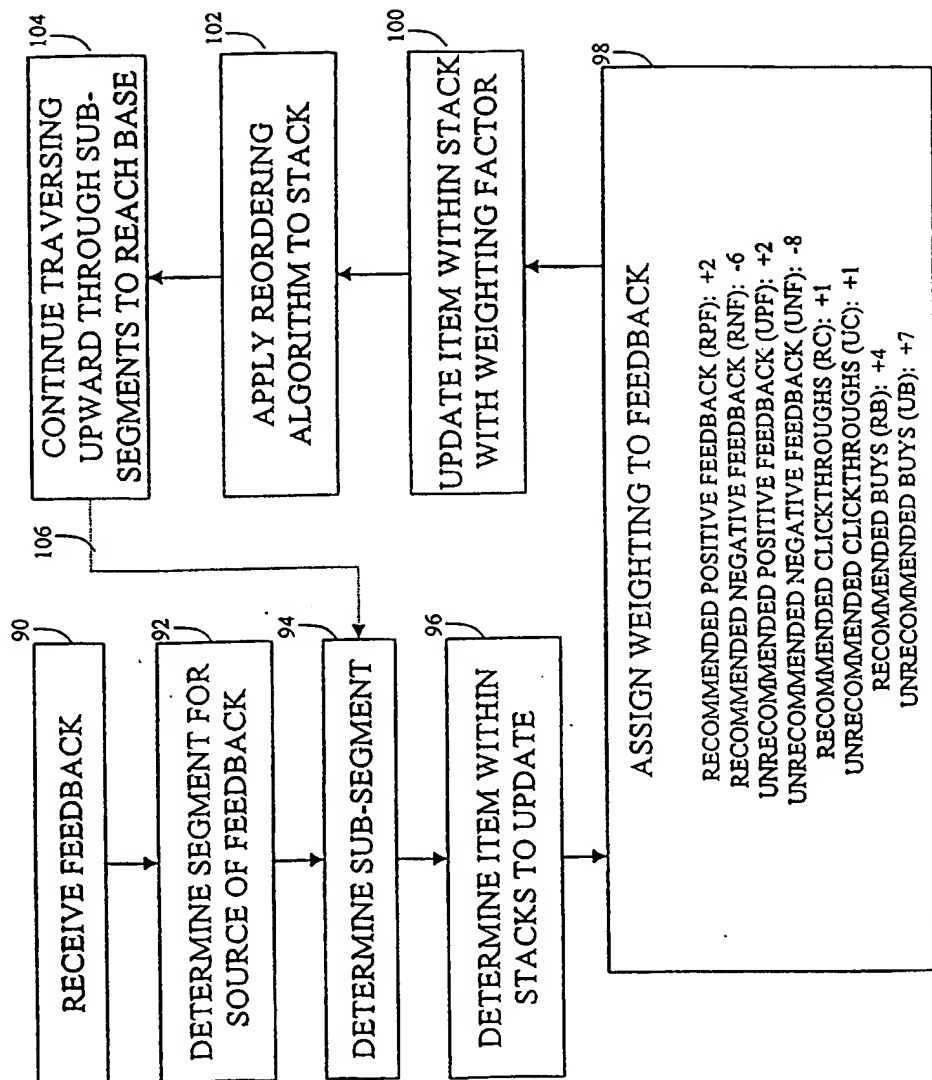 90
RECEIVE FEEDBACK
92
DETERMINE SEGMENT FOR
SOURCE OF FEEDBACK
94
DETERMINE SUB-SEGMENT
96
DETERMINE ITEM WITHIN
STACKS TO UPDATE
98
ASSIGN WEIGHTING TO FEEDBACK
RECOMMENDED POSITIVE FEEDBACK (RPF): +2
RECOMMENDED NEGATIVE FEEDBACK (RNF): -6
UNRECOMMENDED POSITIVE FEEDBACK (UPF): +2
UNRECOMMENDED NEGATIVE FEEDBACK (UNF): -8
RECOMMENDED CLICKTHROUGHS (RC): +1
UNRECOMMENDED CLICKTHROUGHS (UC): +1
RECOMMENDED BUYS (RB): +4
UNRECOMMENDED BUYS (UB): +7
100
UPDATE ITEM WITHIN STACK
WITH WEIGHTING FACTOR
102
APPLY REORDERING
ALGORITHM TO STACK
104
CONTINUE TRAVERSING
UPWARD THROUGH SUB-
SEGMENTS TO REACH BASE
106